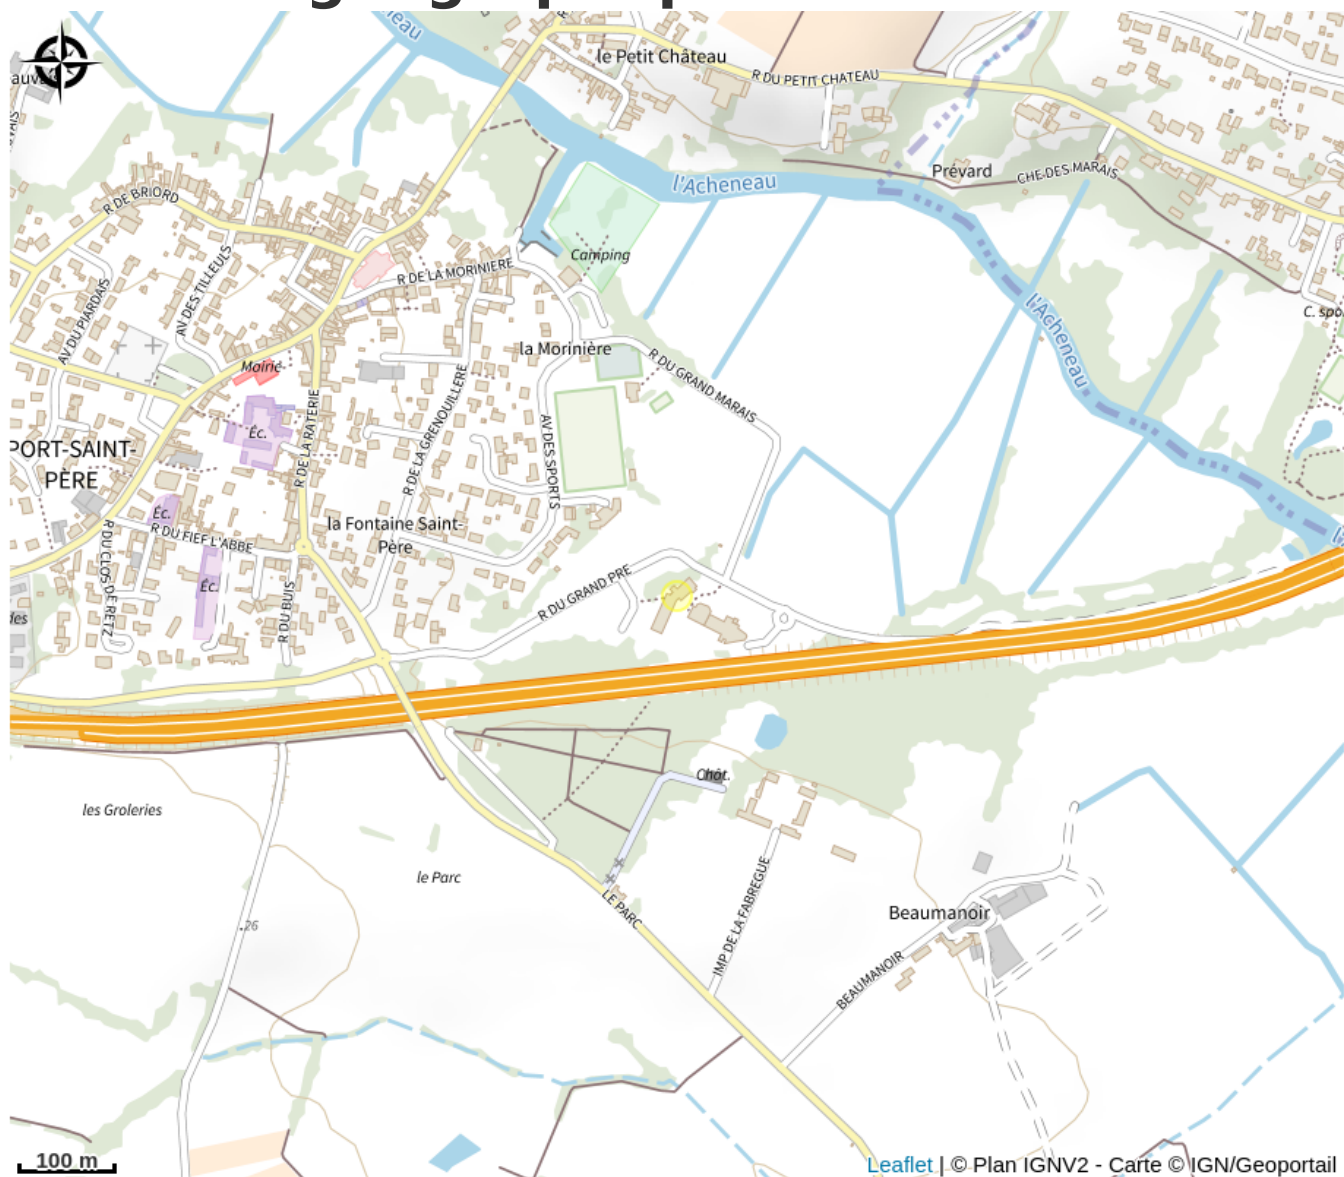 le Petit Château
R DU PETIT CHATEAU
l'Acheneau
Prévard
CHE DES MARAIS
R DE BRIORD
AV DES TILLEULS
AV DU PIARDAIS
Camping
R DE LA MORINIERE
l'Acheneau
la Morinière
R DU GRAND MARAIS
Mairie
Éc.
R DE LA RATERIE
R DE LA GRENOUILLERE
AV DES SPORTS
PORT-SAINT-
PÈRE
Éc.
R DU FIEF L'ABBE
la Fontaine Saint-
Père
R DU CLOS DE RETZ
Éc.
R DU BUIS
R DU GRAND PRE
Chât.
les Groleries
le Parc
LE PARC
IMP DE LA FABREGUE
Beaumanoir
BEAUMANOIR
26
100 m
Leaflet | © Plan IGNV2 - Carte © IGN/Geoportail